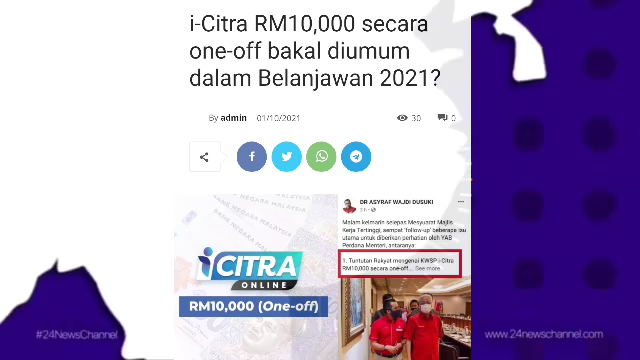 i-Citra RM10,000 secara
one-off bakal diumum
dalam Belanjawan 2021?
By admin 01/10/2021 30 0
DR ASYRAF WAJDI DUSUKI
Malam kelmarin selepas Mesyuarat Majlis
Kerja Tertinggi, sempat 'follow-up' beberapa isu
utama untuk diberikan perhatian oleh YAB
Perdana Menteri, antaranya:
1. Tuntutan Rakyat mengenai KWSP i-Citra
RM10,000 secara one-off... See more
iCITRA
ONLINE
RM10,000 (One-off)
#24NewsChannel
www.24newschannel.com